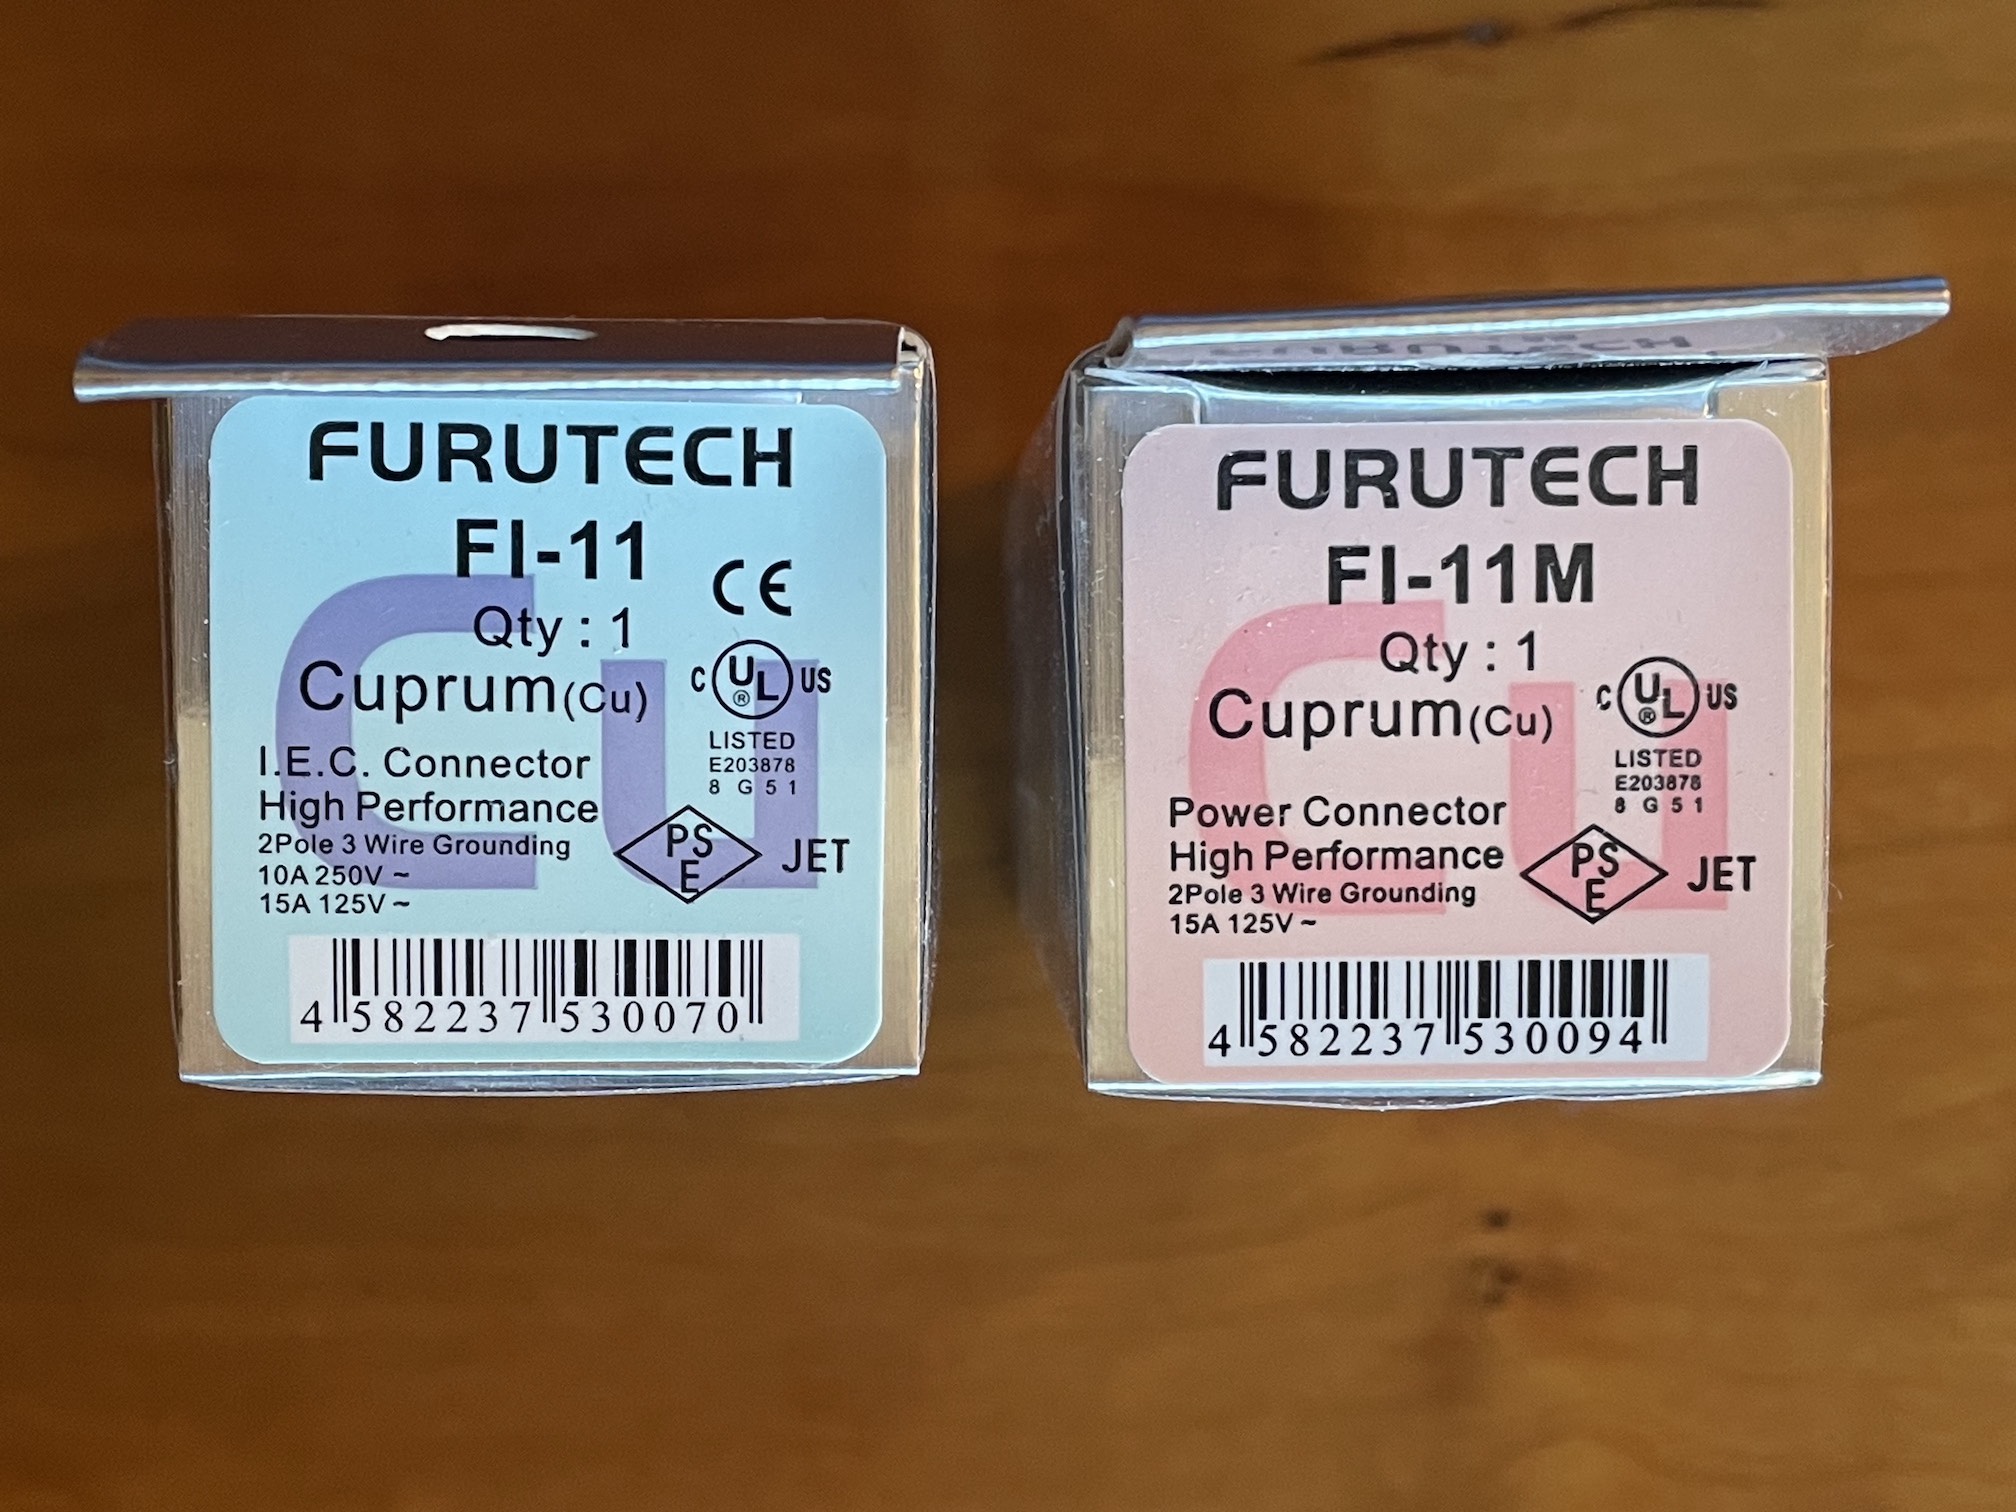 FURUTECH
FI-11
CE
Qty : 1
Cuprum(Cu)
C UL® US
LISTED
E203878
8 G 5 1
I.E.C. Connector
High Performance
2Pole 3 Wire Grounding
10A 250V ~
15A 125V ~
PS
E
JET
4 582237 530070
FURUTECH
FI-11M
Qty : 1
Cuprum(Cu)
C UL® US
LISTED
E203878
8 G 5 1
Power Connector
High Performance
2Pole 3 Wire Grounding
15A 125V ~
PS
E
JET
4 582237 530094
Cu
Cu
FURUTECH